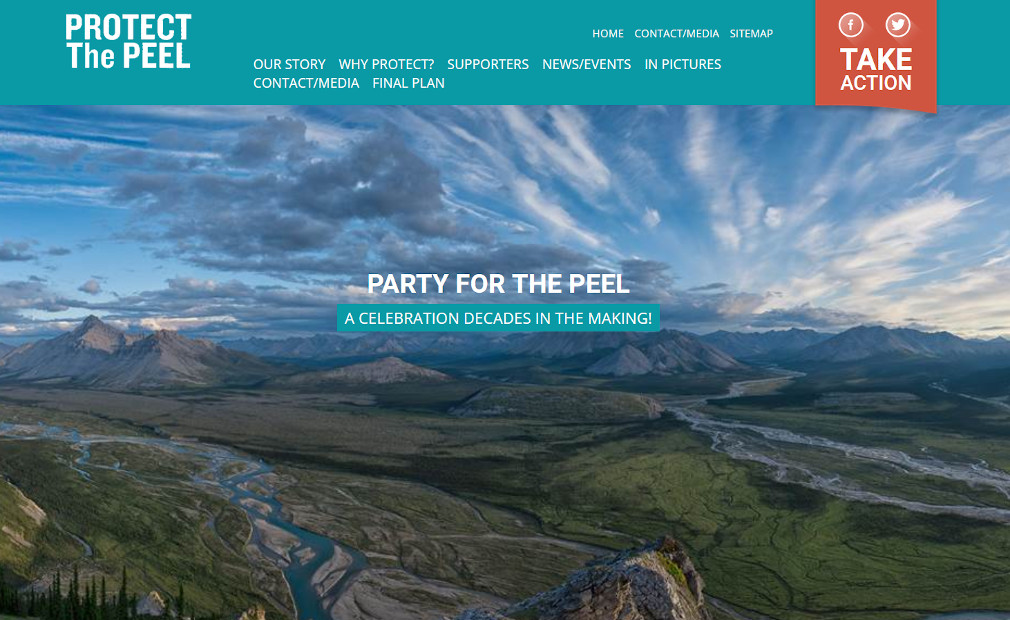 PROTECT
The PEEL
HOME CONTACT/MEDIA SITEMAP
OUR STORY WHY PROTECT? SUPPORTERS NEWS/EVENTS IN PICTURES
CONTACT/MEDIA FINAL PLAN
f
TAKE
ACTION
PARTY FOR THE PEEL
A CELEBRATION DECADES IN THE MAKING!